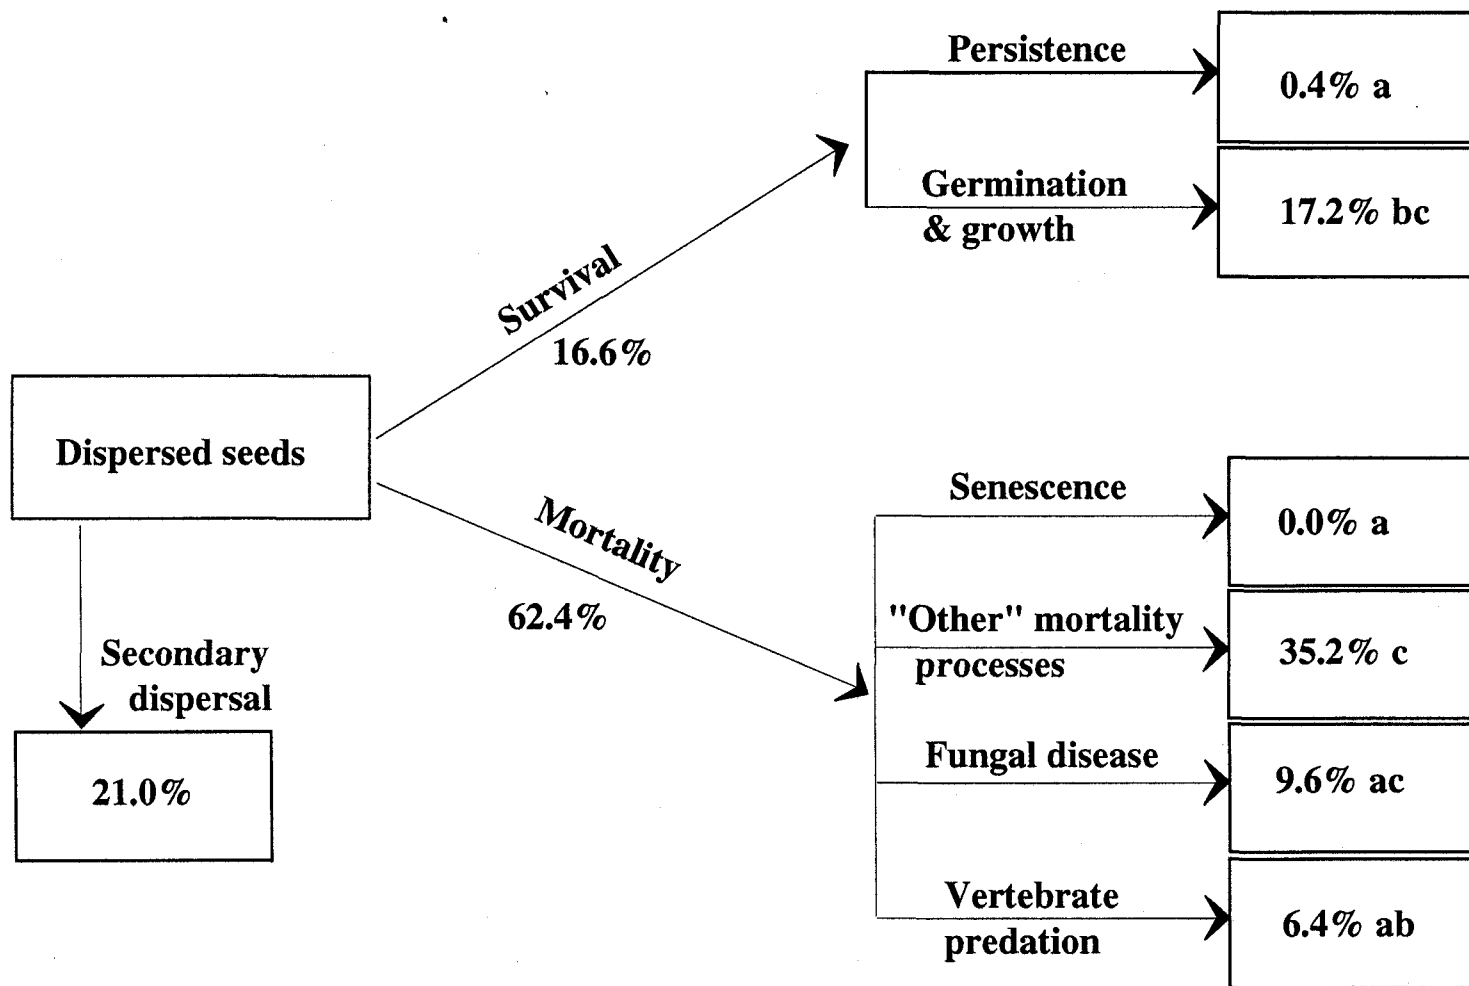 Persistence
0.4% a
Germination
& growth
17.2% bc
Survival
16.6%
Dispersed seeds
Mortality
62.4%
Secondary
dispersal
21.0%
Senescence
0.0% a
"Other" mortality
processes
35.2% c
Fungal disease
9.6% ac
Vertebrate
predation
6.4% ab